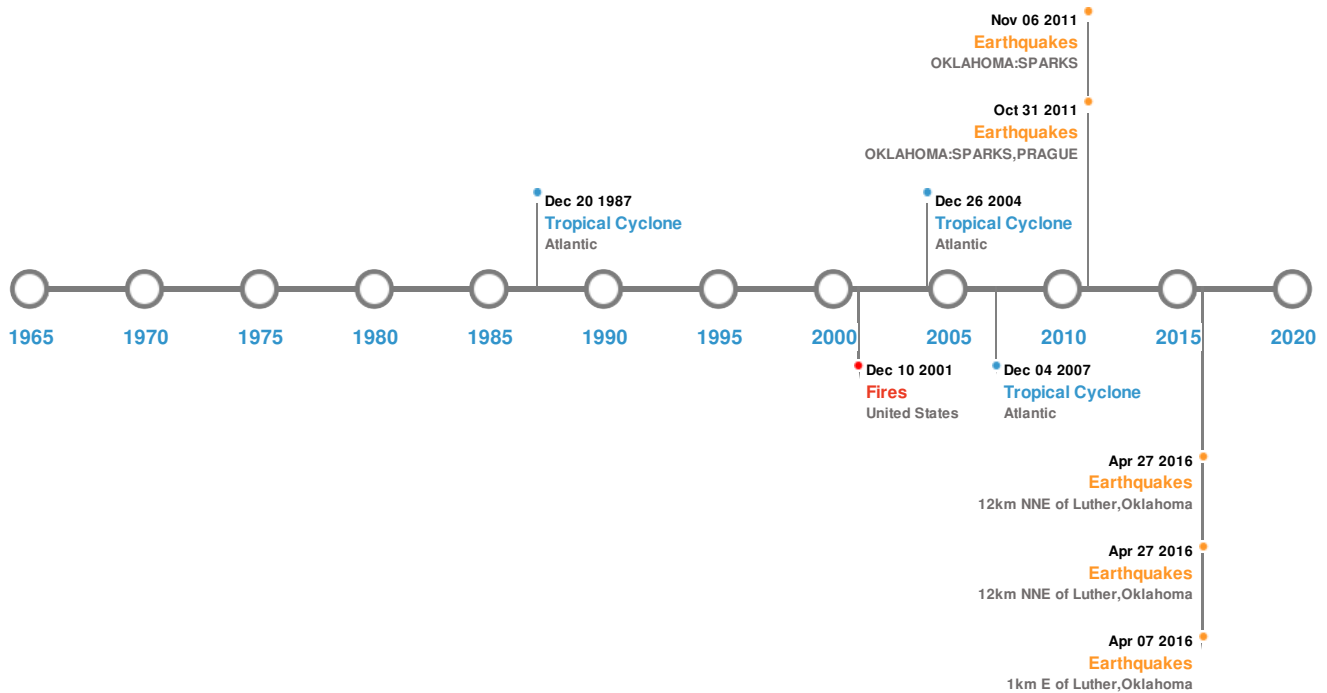 Nov 06 2011
Earthquakes
OKLAHOMA:SPARKS
Oct 31 2011
Earthquakes
OKLAHOMA:SPARKS,PRAGUE
Dec 20 1987
Tropical Cyclone
Atlantic
Dec 26 2004
Tropical Cyclone
Atlantic
1965 1970 1975 1980 1985 1990 1995 2000 2005 2010 2015 2020
Dec 10 2001
Fires
United States
Dec 04 2007
Tropical Cyclone
Atlantic
Apr 27 2016
Earthquakes
12km NNE of Luther,Oklahoma
Apr 27 2016
Earthquakes
12km NNE of Luther,Oklahoma
Apr 07 2016
Earthquakes
1km E of Luther,Oklahoma